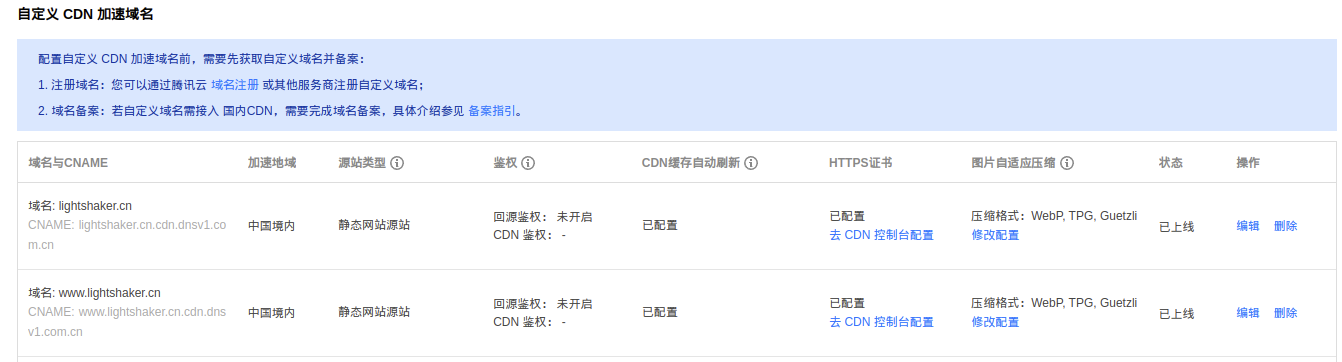 自定义 CDN 加速域名
配置自定义 CDN 加速域名前，需要先获取自定义域名并备案：
1. 注册域名：您可以通过腾讯云 域名注册 或其他服务商注册自定义域名；
2. 域名备案：若自定义域名需接入 国内CDN，需要完成域名备案，具体介绍参见 备案指引。
域名与CNAME 加速地域 源站类型 鉴权 CDN缓存自动刷新 HTTPS证书 图片自适应压缩 状态 操作
域名: lightshaker.cn
CNAME: lightshaker.cn.cdn.dnsv1.co
m.cn
中国境内
静态网站源站
回源鉴权： 未开启
CDN 鉴权： -
已配置
已配置
去 CDN 控制台配置
压缩格式：WebP, TPG, Guetzli
修改配置
已上线
编辑 删除
域名: www.lightshaker.cn
CNAME: www.lightshaker.cn.cdn.dns
v1.com.cn
中国境内
静态网站源站
回源鉴权： 未开启
CDN 鉴权： -
已配置
已配置
去 CDN 控制台配置
压缩格式：WebP, TPG, Guetzli
修改配置
已上线
编辑 删除